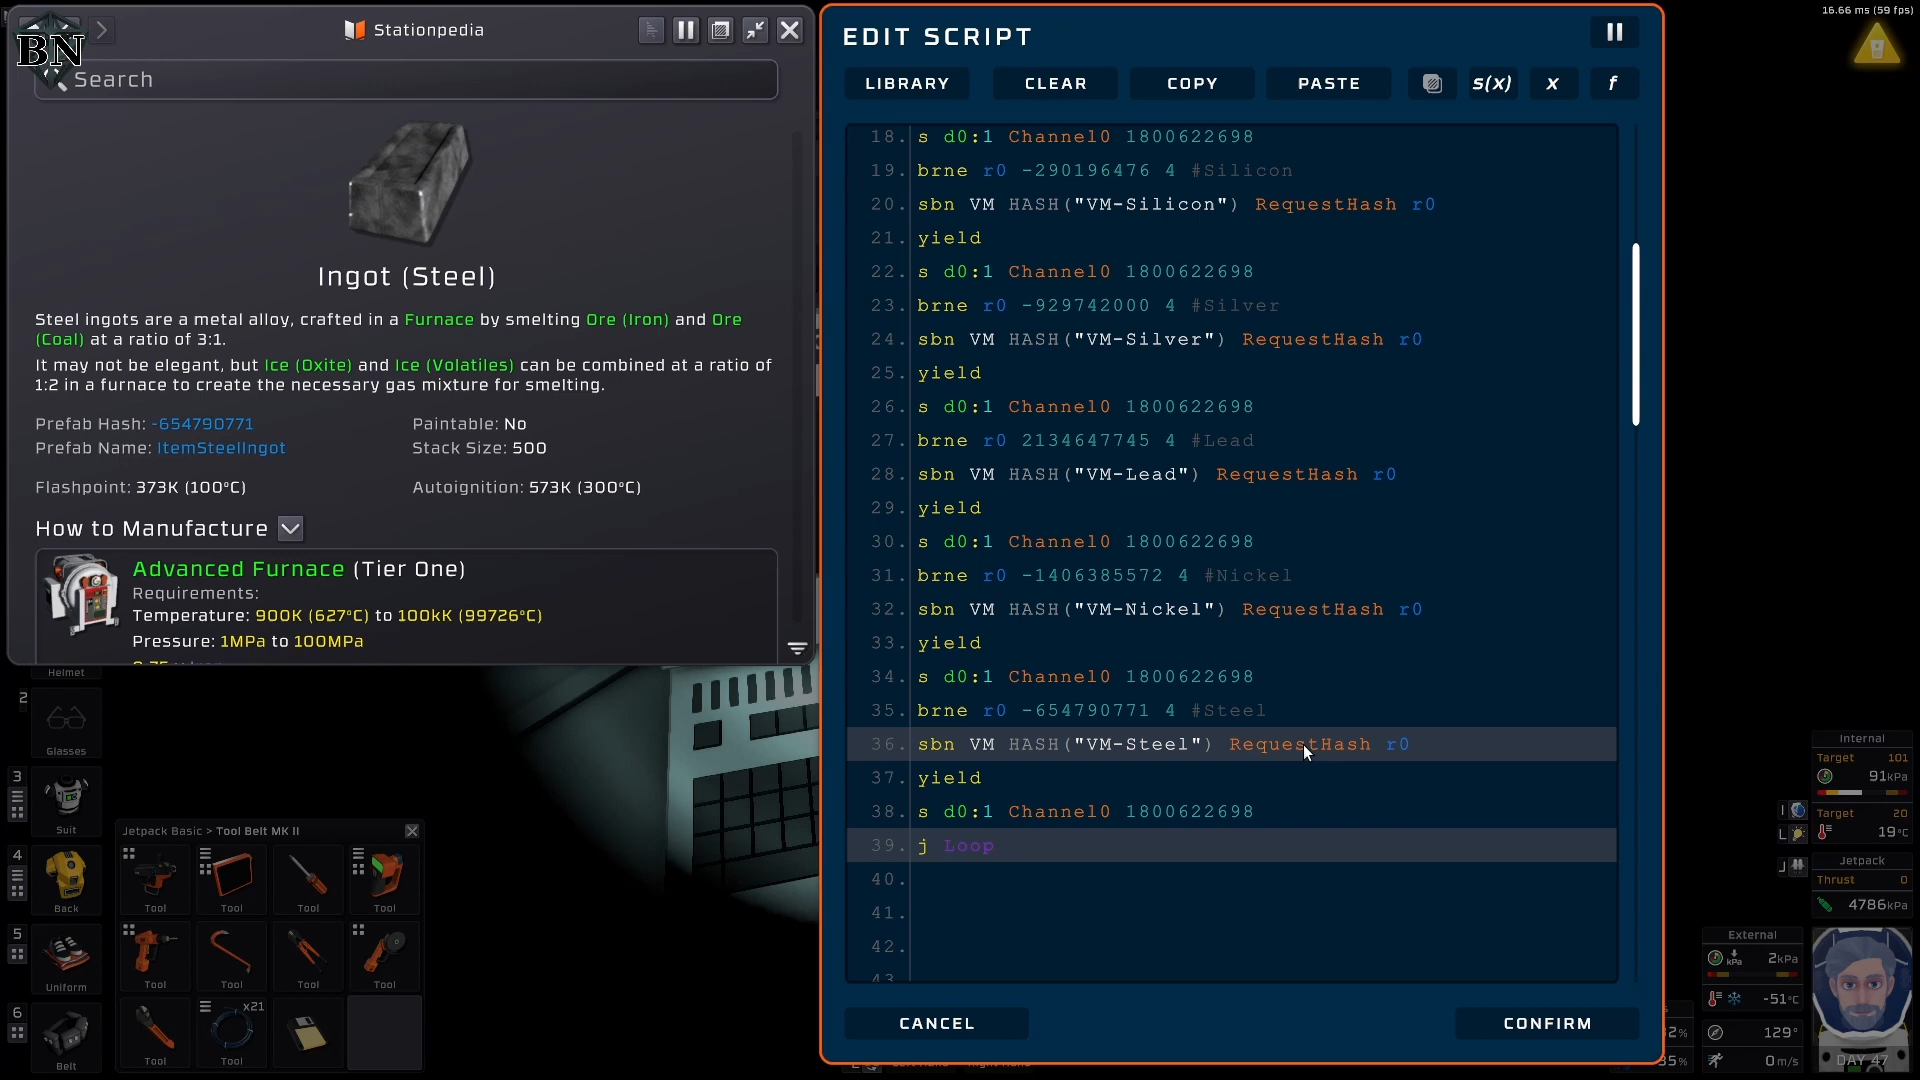 16.66 ms (59 fps)
BN
Stationpedia
Search
Ingot (Steel)
Steel ingots are a metal alloy, crafted in a Furnace by smelting Ore (Iron) and Ore
(Coal) at a ratio of 3:1.
It may not be elegant, but Ice (Oxite) and Ice (Volatiles) can be combined at a ratio of
1:2 in a furnace to create the necessary gas mixture for smelting.
Prefab Hash: -654790771
Paintable: No
Prefab Name: ItemSteelIngot
Stack Size: 500
Flashpoint: 373K (100°C)
Autoignition: 573K (300°C)
How to Manufacture
Advanced Furnace (Tier One)
Requirements:
Temperature: 900K (627°C) to 100kK (99726°C)
Pressure: 1MPa to 100MPa
EDIT SCRIPT
LIBRARY
CLEAR
COPY
PASTE
s(x)
x
f
18. s d0:1 Channel0 1800622698
19. brne r0 -290196476 4 #Silicon
20. sbn VM HASH("VM-Silicon") RequestHash r0
21. yield
22. s d0:1 Channel0 1800622698
23. brne r0 -929742000 4 #Silver
24. sbn VM HASH("VM-Silver") RequestHash r0
25. yield
26. s d0:1 Channel0 1800622698
27. brne r0 2134647745 4 #Lead
28. sbn VM HASH("VM-Lead") RequestHash r0
29. yield
30. s d0:1 Channel0 1800622698
31. brne r0 -1406385572 4 #Nickel
32. sbn VM HASH("VM-Nickel") RequestHash r0
33. yield
34. s d0:1 Channel0 1800622698
35. brne r0 -654790771 4 #Steel
36. sbn VM HASH("VM-Steel") RequestHash r0
37. yield
38. s d0:1 Channel0 1800622698
39. j Loop
40.
41.
42.
43
CANCEL
CONFIRM
Helmet
2
Glasses
3
Suit
4
Back
5
Uniform
6
Belt
Jetpack Basic > Tool Belt MK II
Tool
Tool
Tool
Tool
Tool
Tool
Tool
Tool
x21
Tool
Tool
Tool
Internal
Target 101
91kPa
Target 20
19°C
Jetpack
Thrust 0
4786kPa
External
kPa
2kPa
-51°C
129°
0m/s
DAY 47
I
L
J
2%
35%